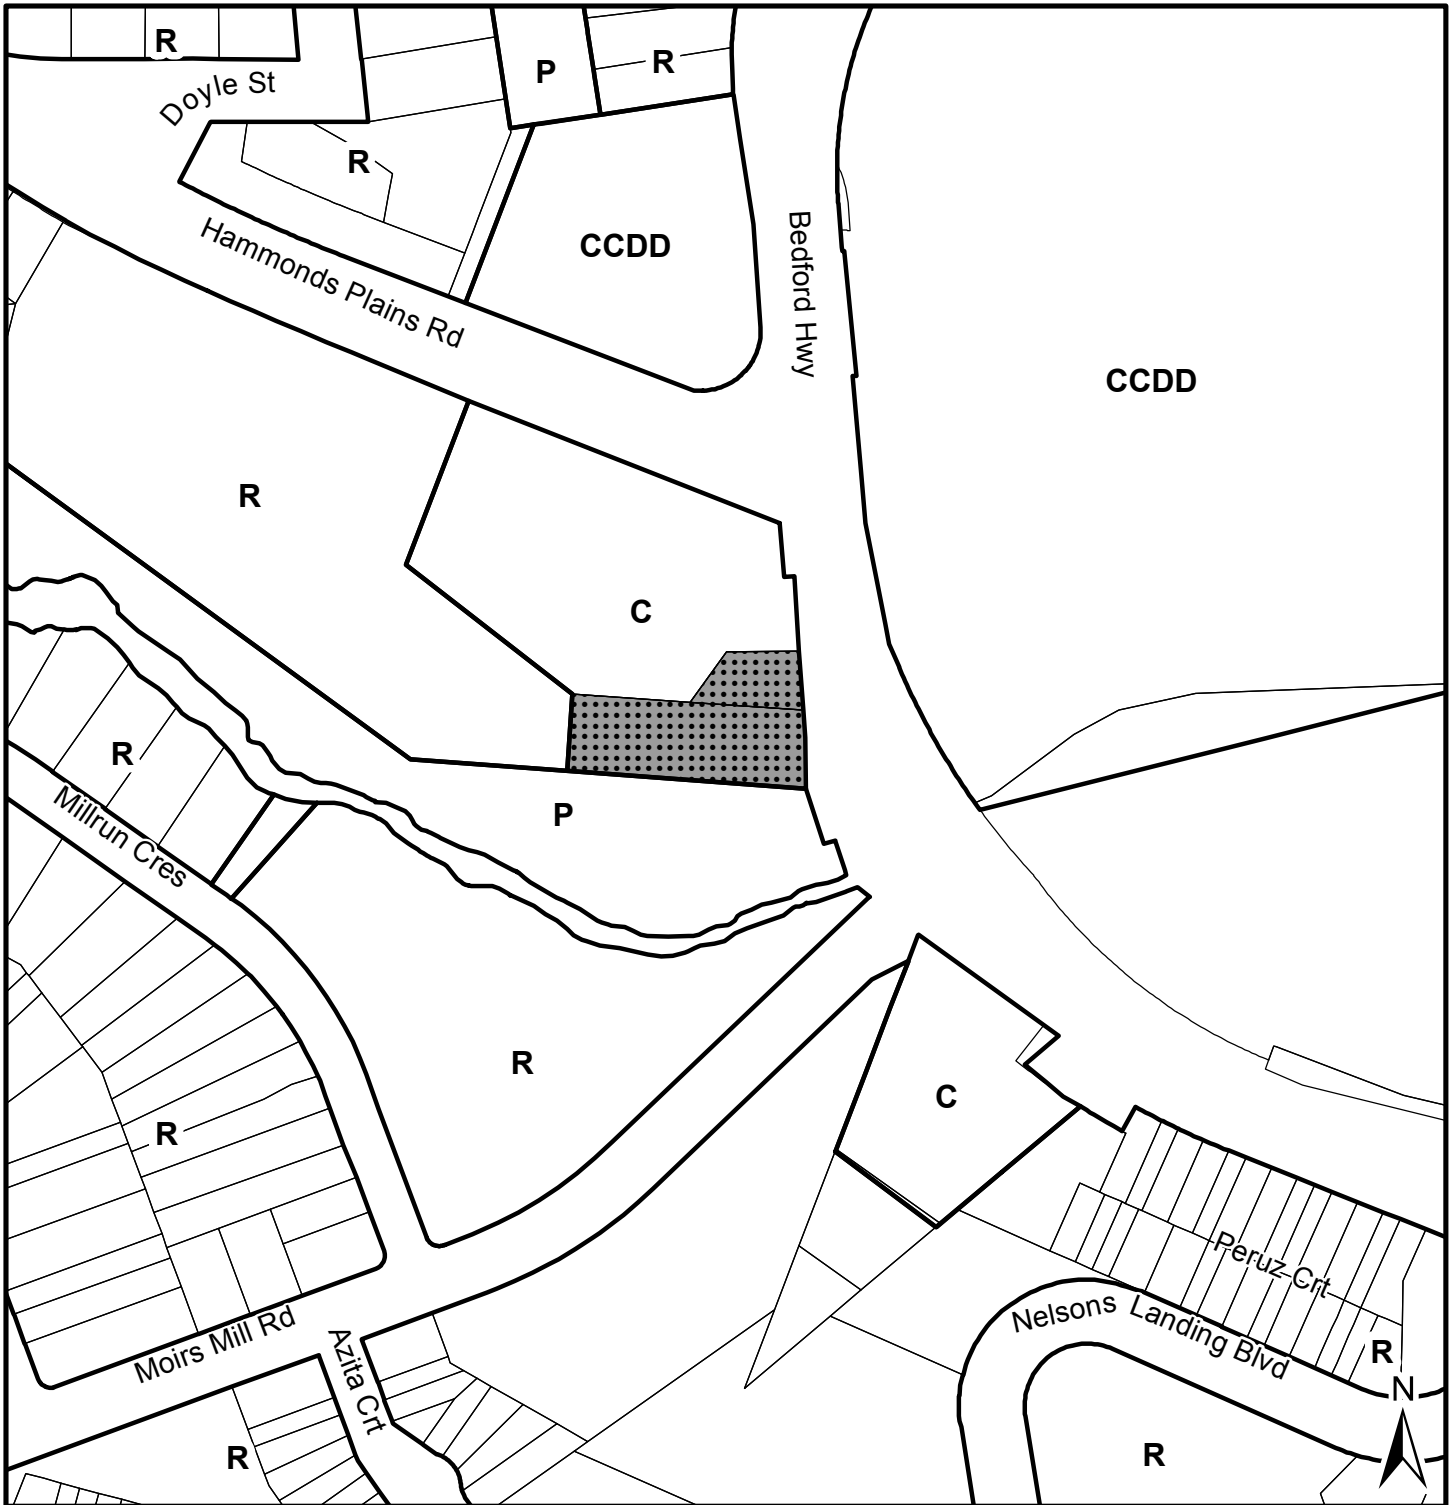 R
P
R
Doyle St
R
CCDD
Hammonds Plains Rd
Bedford Hwy
CCDD
R
C
R
P
Millrun Cres
R
C
R
Peruz Crt
Nelsons Landing Blvd
Moirs Mill Rd
Azita Crt
R
N
R
R